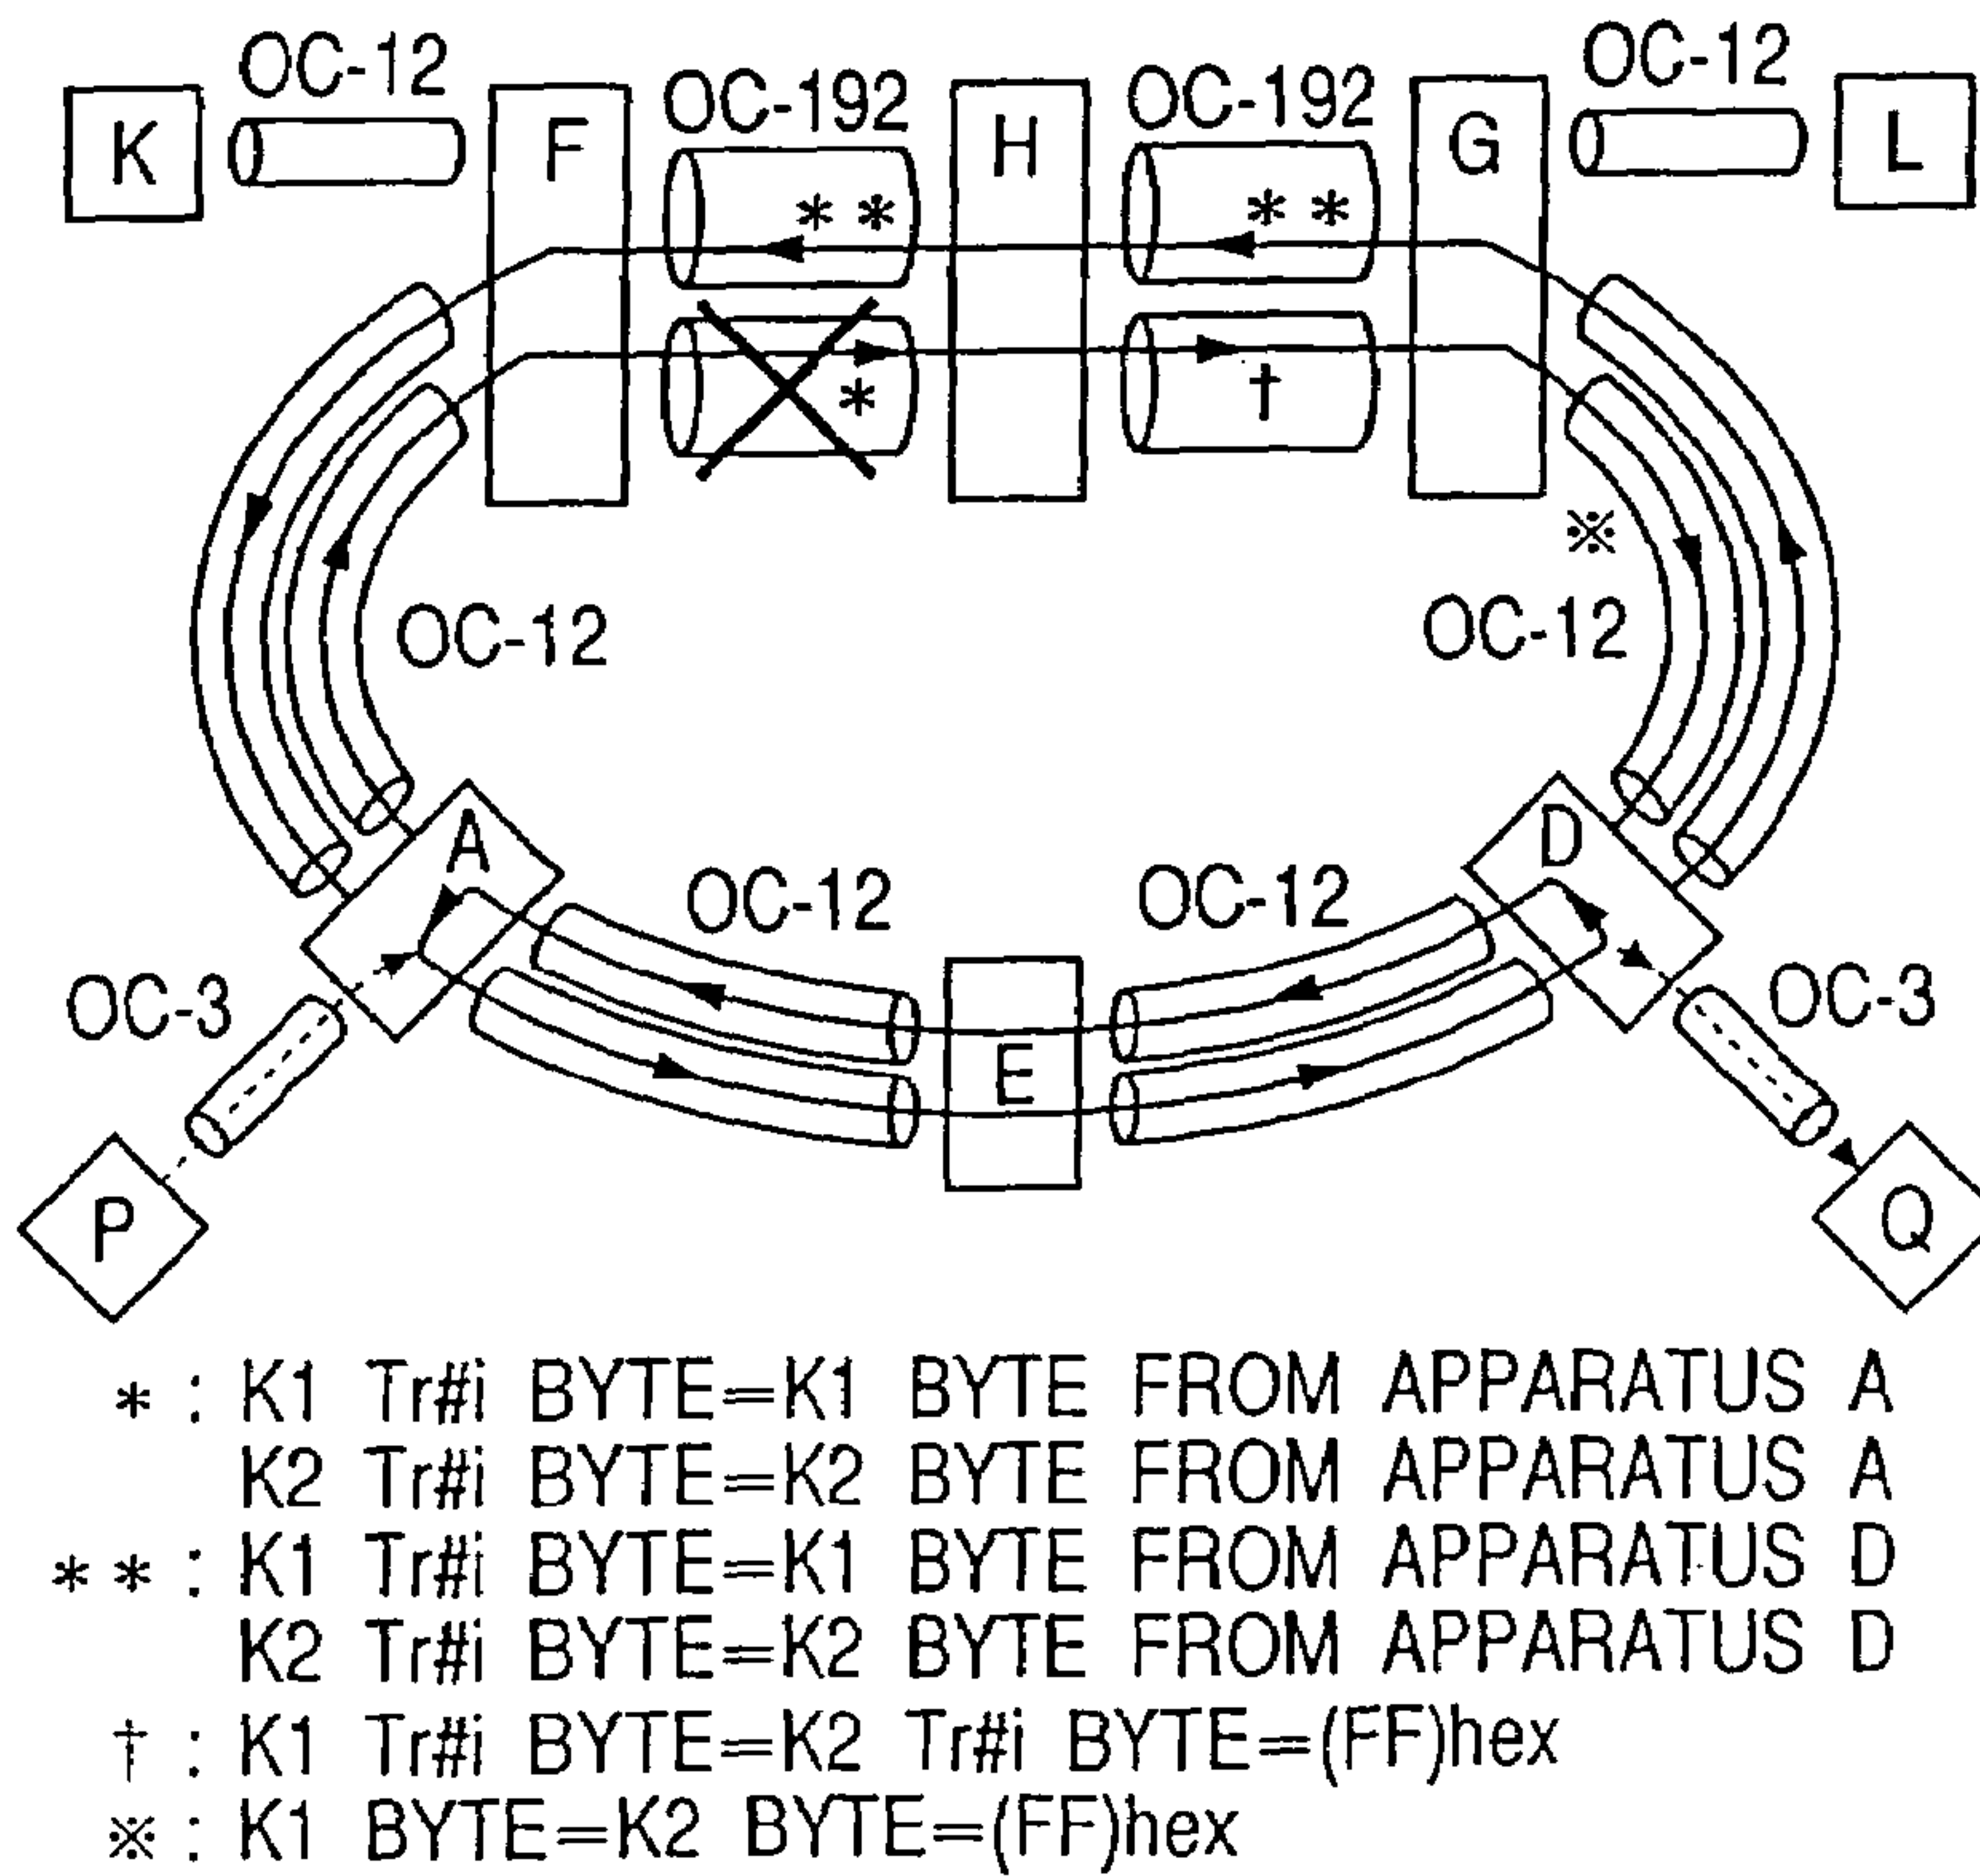 OC-12
OC-192
OC-192
OC-12
K
F
H
G
L
* *
* *
*
†
※
OC-12
OC-12
A
D
OC-12
OC-12
OC-3
OC-3
E
P
Q
* : K1 Tr#i BYTE=K1 BYTE FROM APPARATUS A
K2 Tr#i BYTE=K2 BYTE FROM APPARATUS A
* * : K1 Tr#i BYTE=K1 BYTE FROM APPARATUS D
K2 Tr#i BYTE=K2 BYTE FROM APPARATUS D
† : K1 Tr#i BYTE=K2 Tr#i BYTE=(FF)hex
※ : K1 BYTE=K2 BYTE=(FF)hex